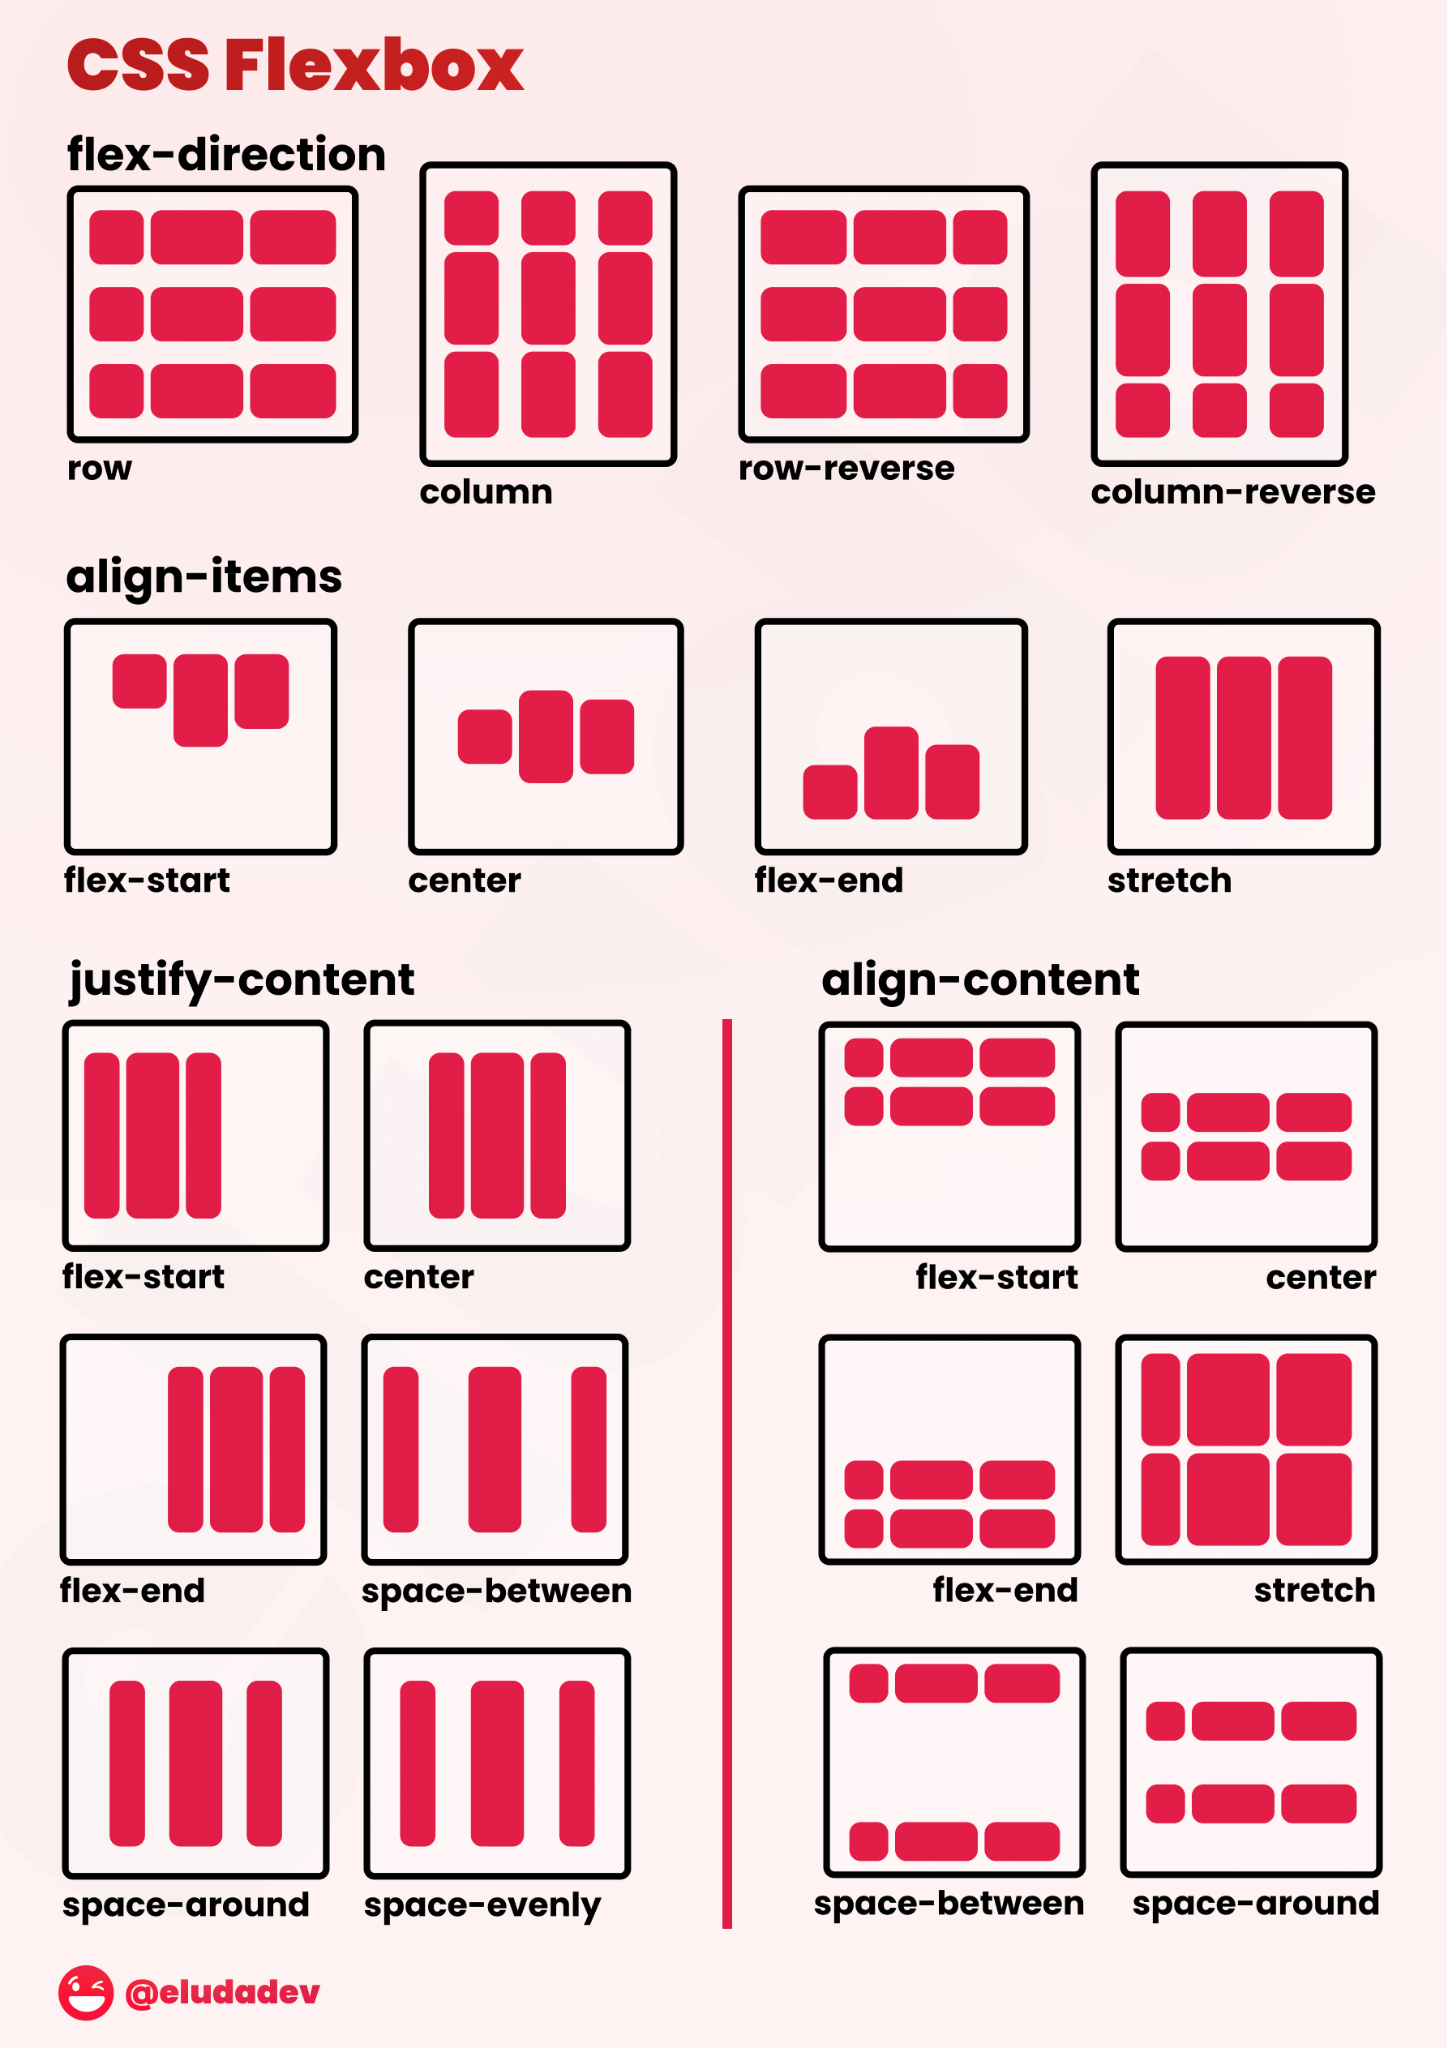 CSS Flexbox
flex-direction
row
column
row-reverse
column-reverse
align-items
flex-start
center
flex-end
stretch
justify-content
flex-start
center
flex-end
space-between
space-around
space-evenly
align-content
flex-start
center
flex-end
stretch
space-between
space-around
@eludadev